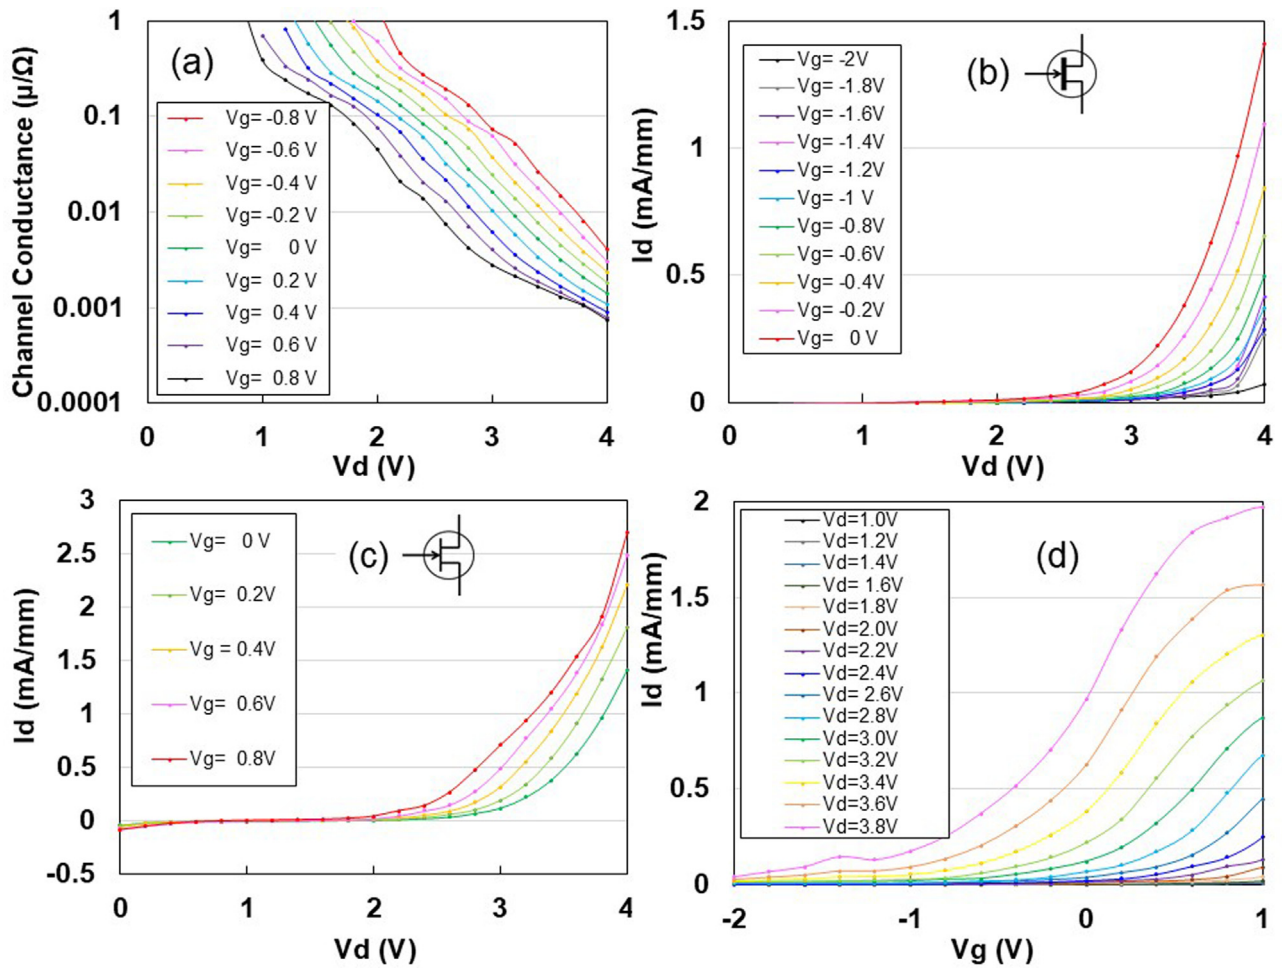 (a)
Channel Conductance (μ/Ω)
1
0.1
0.01
0.001
0.0001
Vg= -0.8 V
Vg= -0.6 V
Vg= -0.4 V
Vg= -0.2 V
Vg= 0 V
Vg= 0.2 V
Vg= 0.4 V
Vg= 0.6 V
Vg= 0.8 V
0 1 2 3 4
Vd (V)
(b)
Id (mA/mm)
1.5
1
0.5
0
Vg= -2V
Vg= -1.8V
Vg= -1.6V
Vg= -1.4V
Vg= -1.2V
Vg= -1 V
Vg= -0.8V
Vg= -0.6V
Vg= -0.4V
Vg= -0.2V
Vg= 0 V
0 1 2 3 4
Vd (V)
(c)
Id (mA/mm)
3
2.5
2
1.5
1
0.5
0
-0.5
Vg= 0 V
Vg= 0.2V
Vg = 0.4V
Vg= 0.6V
Vg= 0.8V
0 1 2 3 4
Vd (V)
(d)
Id (mA/mm)
2
1.5
1
0.5
0
Vd=1.0V
Vd=1.2V
Vd=1.4V
Vd= 1.6V
Vd=1.8V
Vd=2.0V
Vd=2.2V
Vd=2.4V
Vd= 2.6V
Vd=2.8V
Vd=3.0V
Vd=3.2V
Vd=3.4V
Vd=3.6V
Vd=3.8V
-2 -1 0 1
Vg (V)